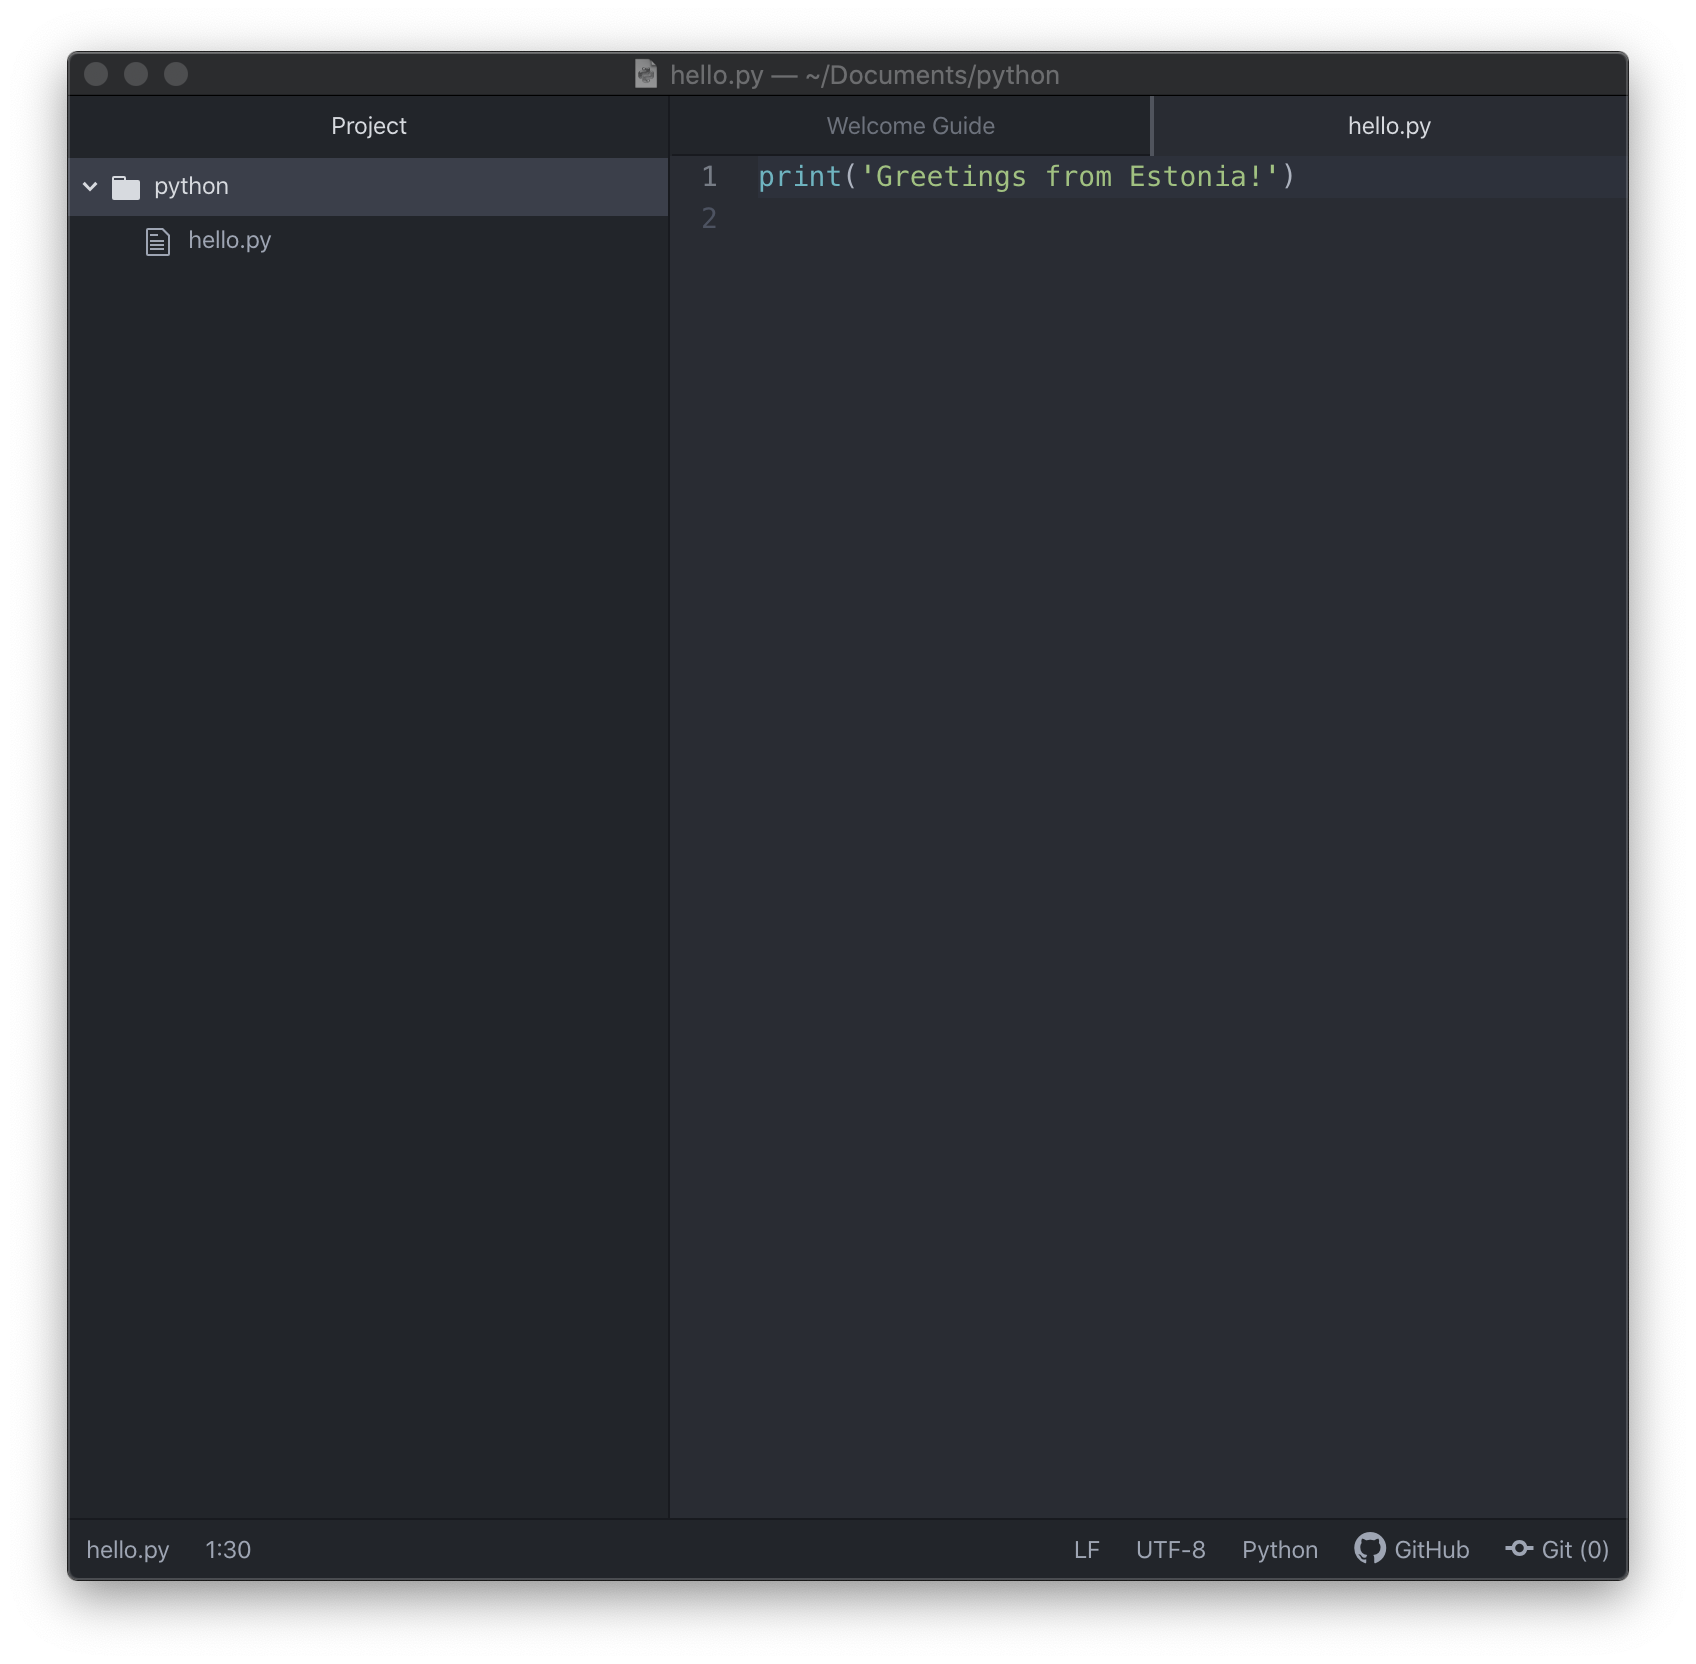 hello.py — ~/Documents/python
Project
Welcome Guide
hello.py
python
hello.py
1 print('Greetings from Estonia!')
2
hello.py 1:30 LF UTF-8 Python GitHub Git (0)